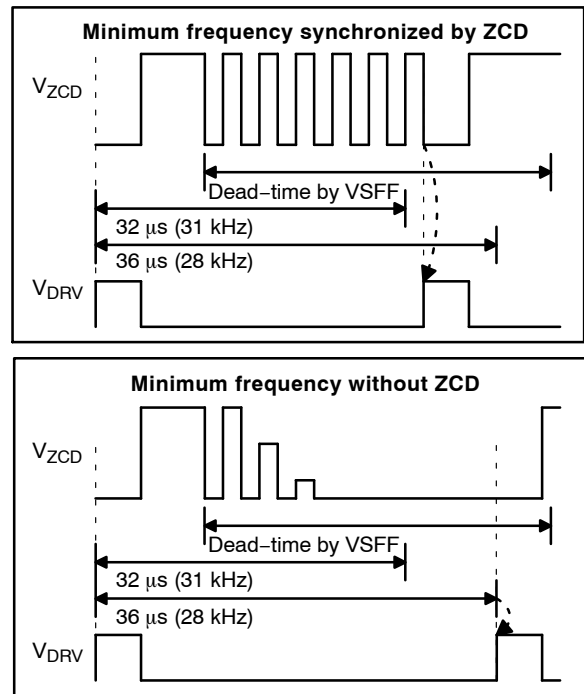 Minimum frequency synchronized by ZCD
VZCD
Dead−time by VSFF
32 μs (31 kHz)
36 μs (28 kHz)
VDRV
Minimum frequency without ZCD
VZCD
Dead−time by VSFF
32 μs (31 kHz)
36 μs (28 kHz)
VDRV